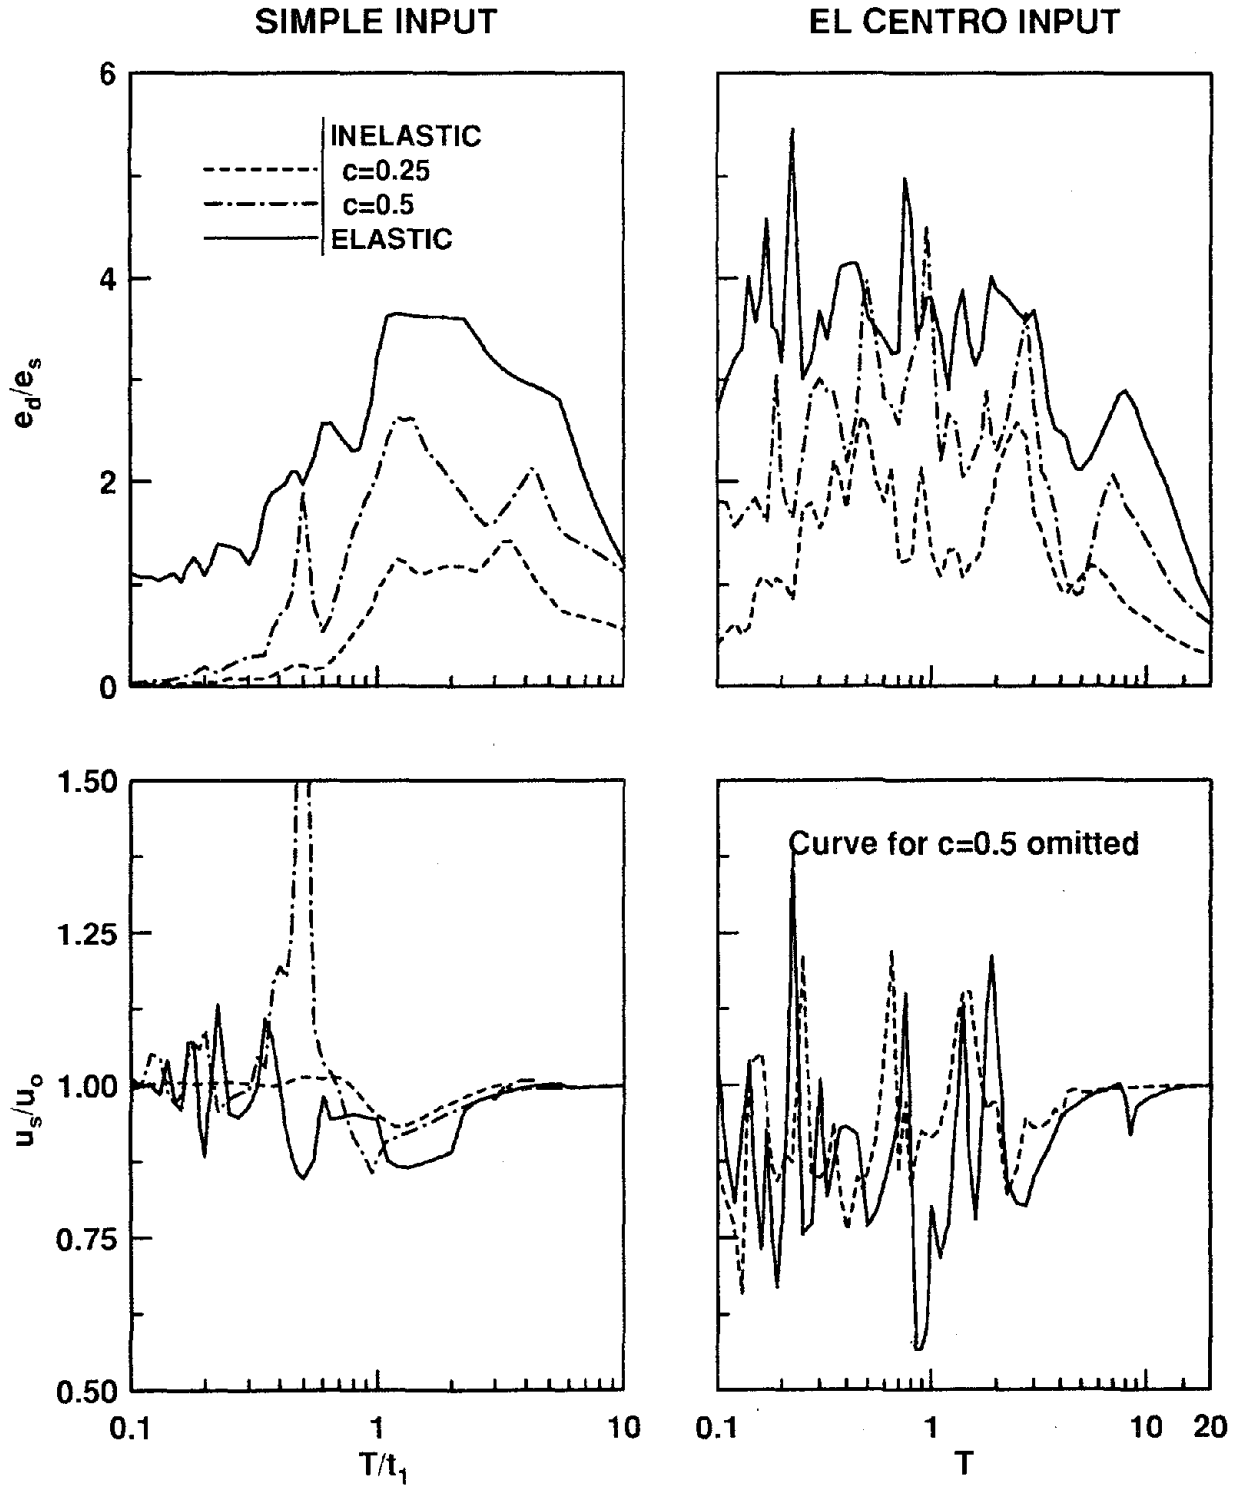 SIMPLE INPUT
EL CENTRO INPUT
6
4
2
0
e_d/e_s
INELASTIC
c=0.25
c=0.5
ELASTIC
1.50
1.25
1.00
0.75
0.50
u_s/u_o
Curve for c=0.5 omitted
0.1 1 10
T/t_1
0.1 1 10 20
T